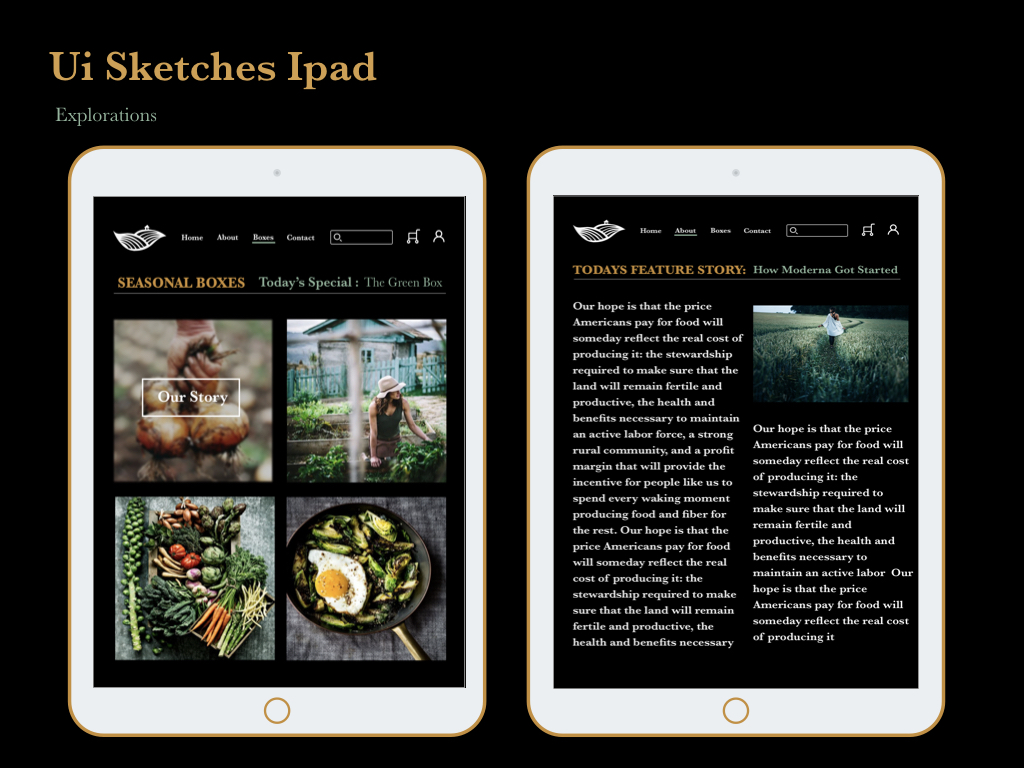 Ui Sketches Ipad
Explorations
Home About Boxes Contact
SEASONAL BOXES Today's Special : The Green Box
Our Story
Home About Boxes Contact
TODAYS FEATURE STORY: How Moderna Got Started
Our hope is that the price
Americans pay for food will
someday reflect the real cost of
producing it: the stewardship
required to make sure that the
land will remain fertile and
productive, the health and
benefits necessary to maintain
an active labor force, a strong
rural community, and a profit
margin that will provide the
incentive for people like us to
spend every waking moment
producing food and fiber for
the rest. Our hope is that the
price Americans pay for food
will someday reflect the real
cost of producing it: the
stewardship required to make
sure that the land will remain
fertile and productive, the
health and benefits necessary
Our hope is that the price
Americans pay for food will
someday reflect the real cost
of producing it: the
stewardship required to
make sure that the land will
remain fertile and
productive, the health and
benefits necessary to
maintain an active labor Our
hope is that the price
Americans pay for food will
someday reflect the real cost
of producing it